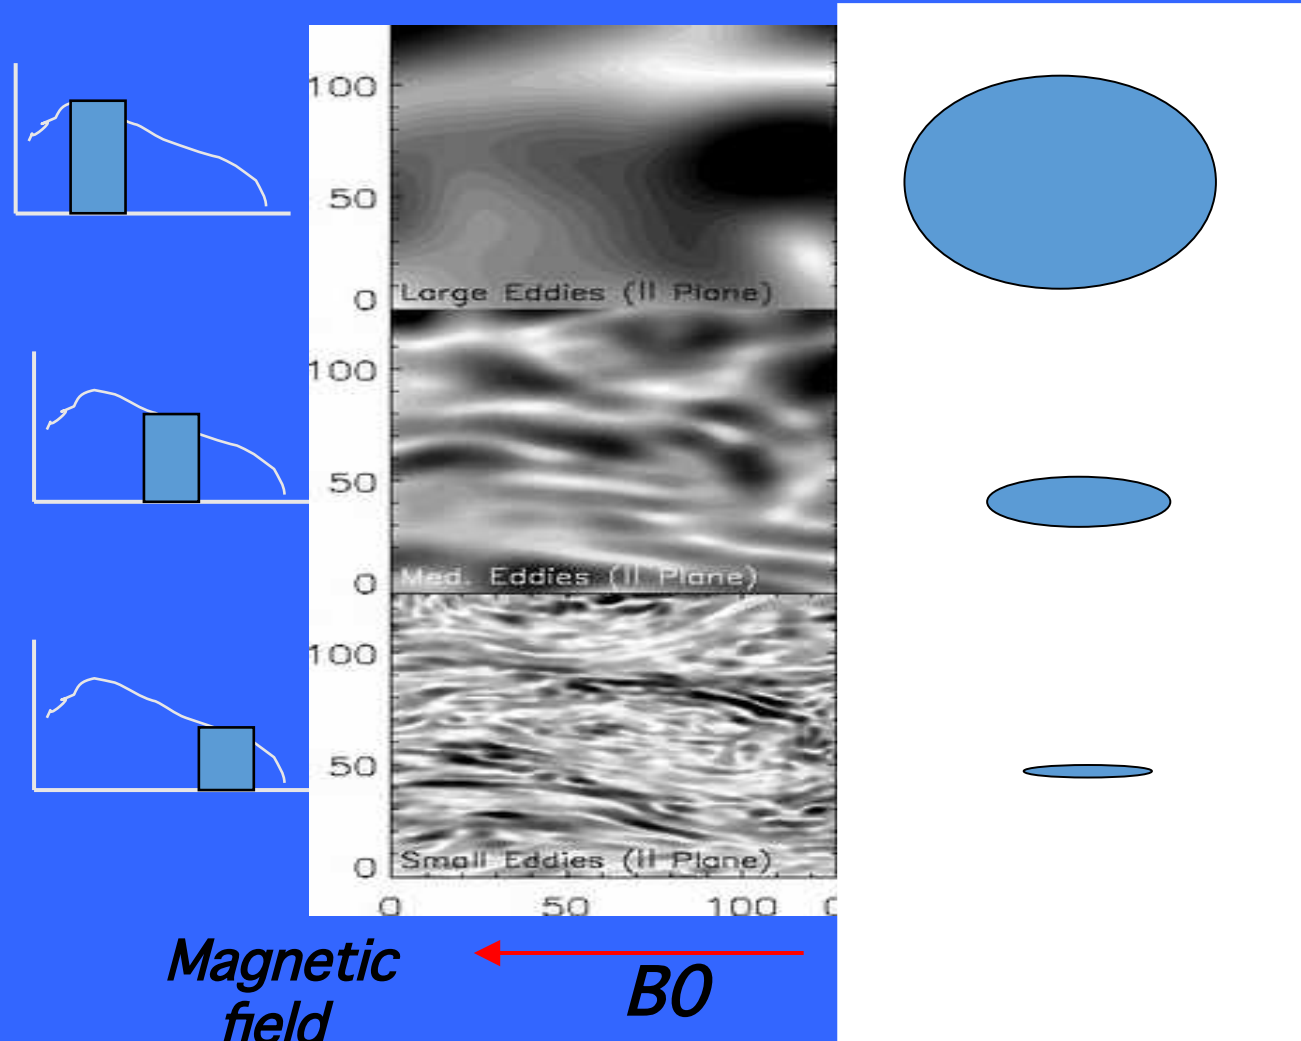 100
50
0
Large Eddies (II Plane)
100
50
0
Med. Eddies (II Plane)
100
50
0
Small Eddies (II Plane)
0 50 100
Magnetic
field
B0